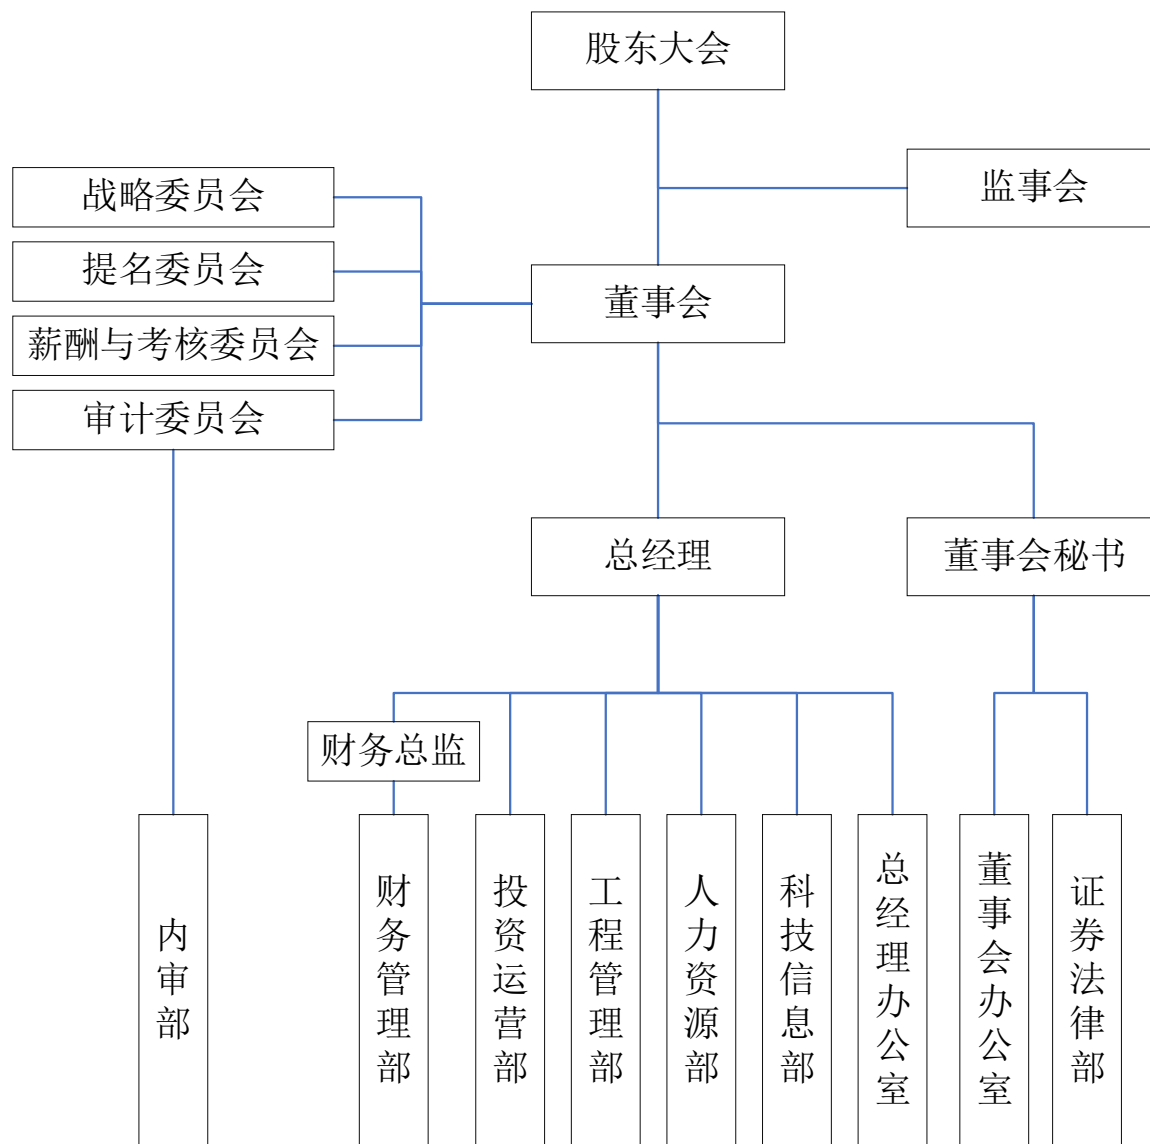 股东大会
监事会
战略委员会
提名委员会
董事会
薪酬与考核委员会
审计委员会
总经理
董事会秘书
财务总监
内审部
财务管理部
投资运营部
工程管理部
人力资源部
科技信息部
总经理办公室
董事会办公室
证券法律部